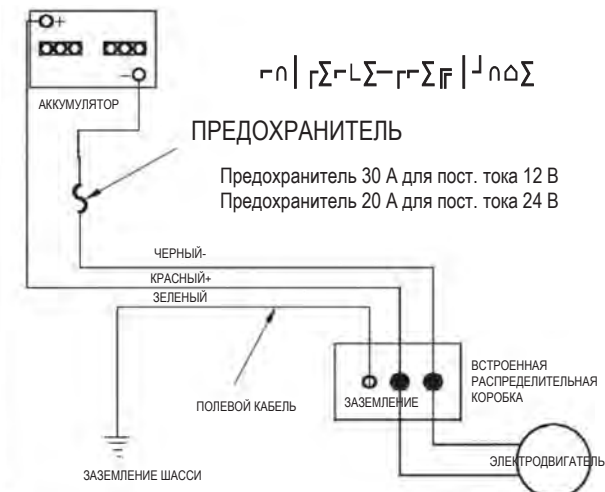 +
−
АККУМУЛЯТОР
ПРЕДОХРАНИТЕЛЬ
Предохранитель 30 А для пост. тока 12 В
Предохранитель 20 А для пост. тока 24 В
ЧЕРНЫЙ-
КРАСНЫЙ+
ЗЕЛЕНЫЙ
ВСТРОЕННАЯ
РАСПРЕДЕЛИТЕЛЬНАЯ
КОРОБКА
ЗАЗЕМЛЕНИЕ
ПОЛЕВОЙ КАБЕЛЬ
ЭЛЕКТРОДВИГАТЕЛЬ
ЗАЗЕМЛЕНИЕ ШАССИ